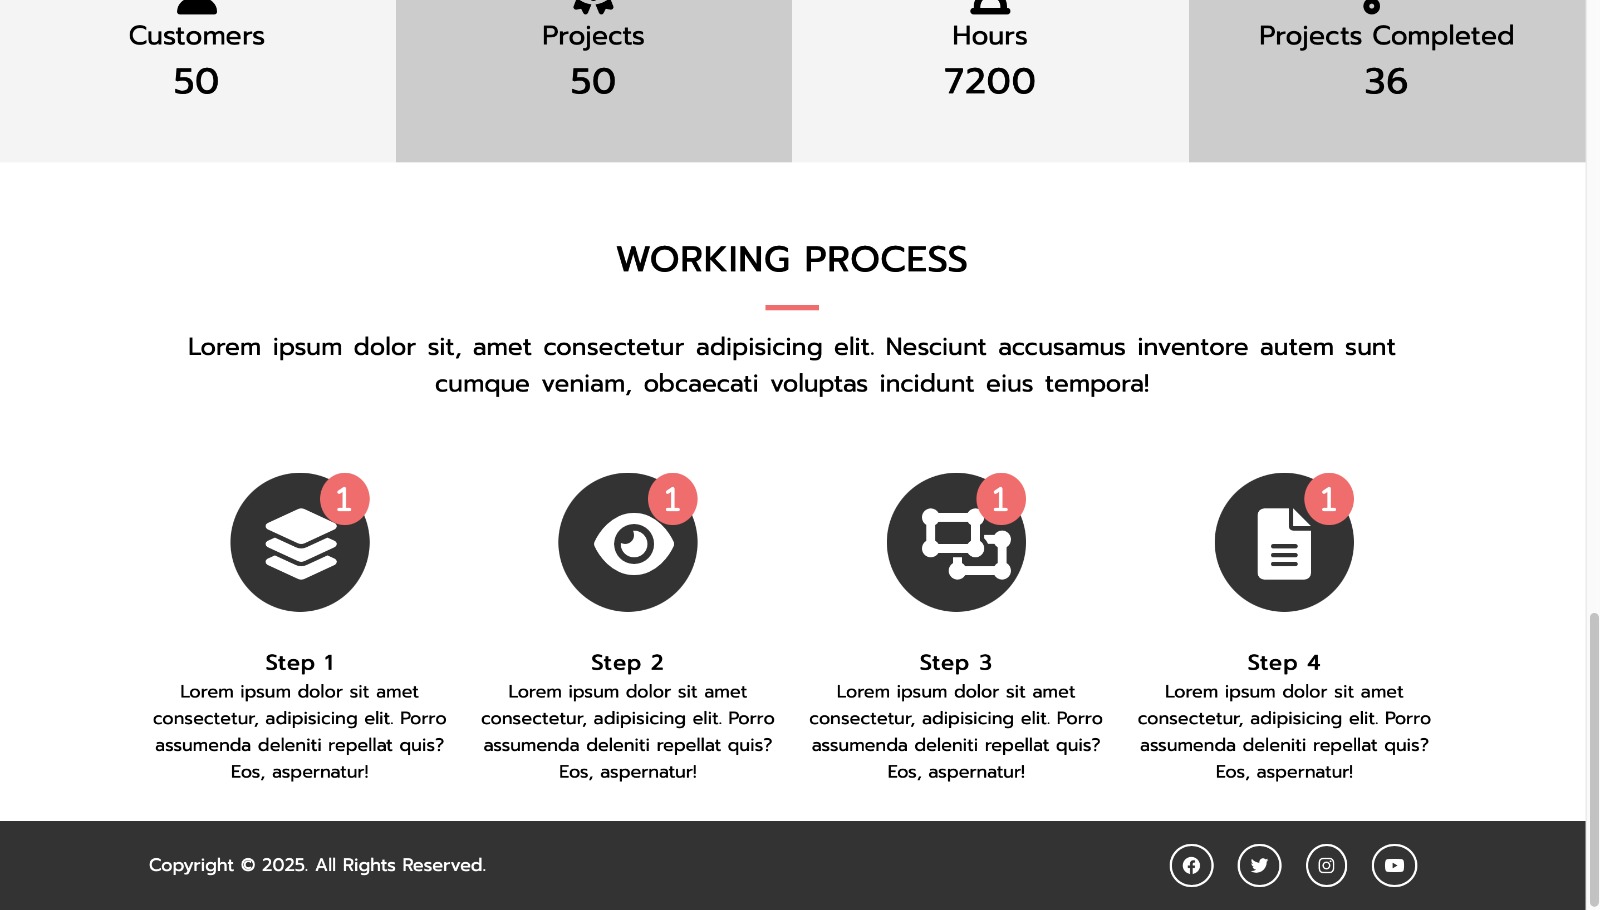 Customers
50
Projects
50
Hours
7200
Projects Completed
36
WORKING PROCESS
Lorem ipsum dolor sit, amet consectetur adipisicing elit. Nesciunt accusamus inventore autem sunt
cumque veniam, obcaecati voluptas incidunt eius tempora!
1
Step 1
Lorem ipsum dolor sit amet
consectetur, adipisicing elit. Porro
assumenda deleniti repellat quis?
Eos, aspernatur!
1
Step 2
Lorem ipsum dolor sit amet
consectetur, adipisicing elit. Porro
assumenda deleniti repellat quis?
Eos, aspernatur!
1
Step 3
Lorem ipsum dolor sit amet
consectetur, adipisicing elit. Porro
assumenda deleniti repellat quis?
Eos, aspernatur!
1
Step 4
Lorem ipsum dolor sit amet
consectetur, adipisicing elit. Porro
assumenda deleniti repellat quis?
Eos, aspernatur!
Copyright © 2025. All Rights Reserved.